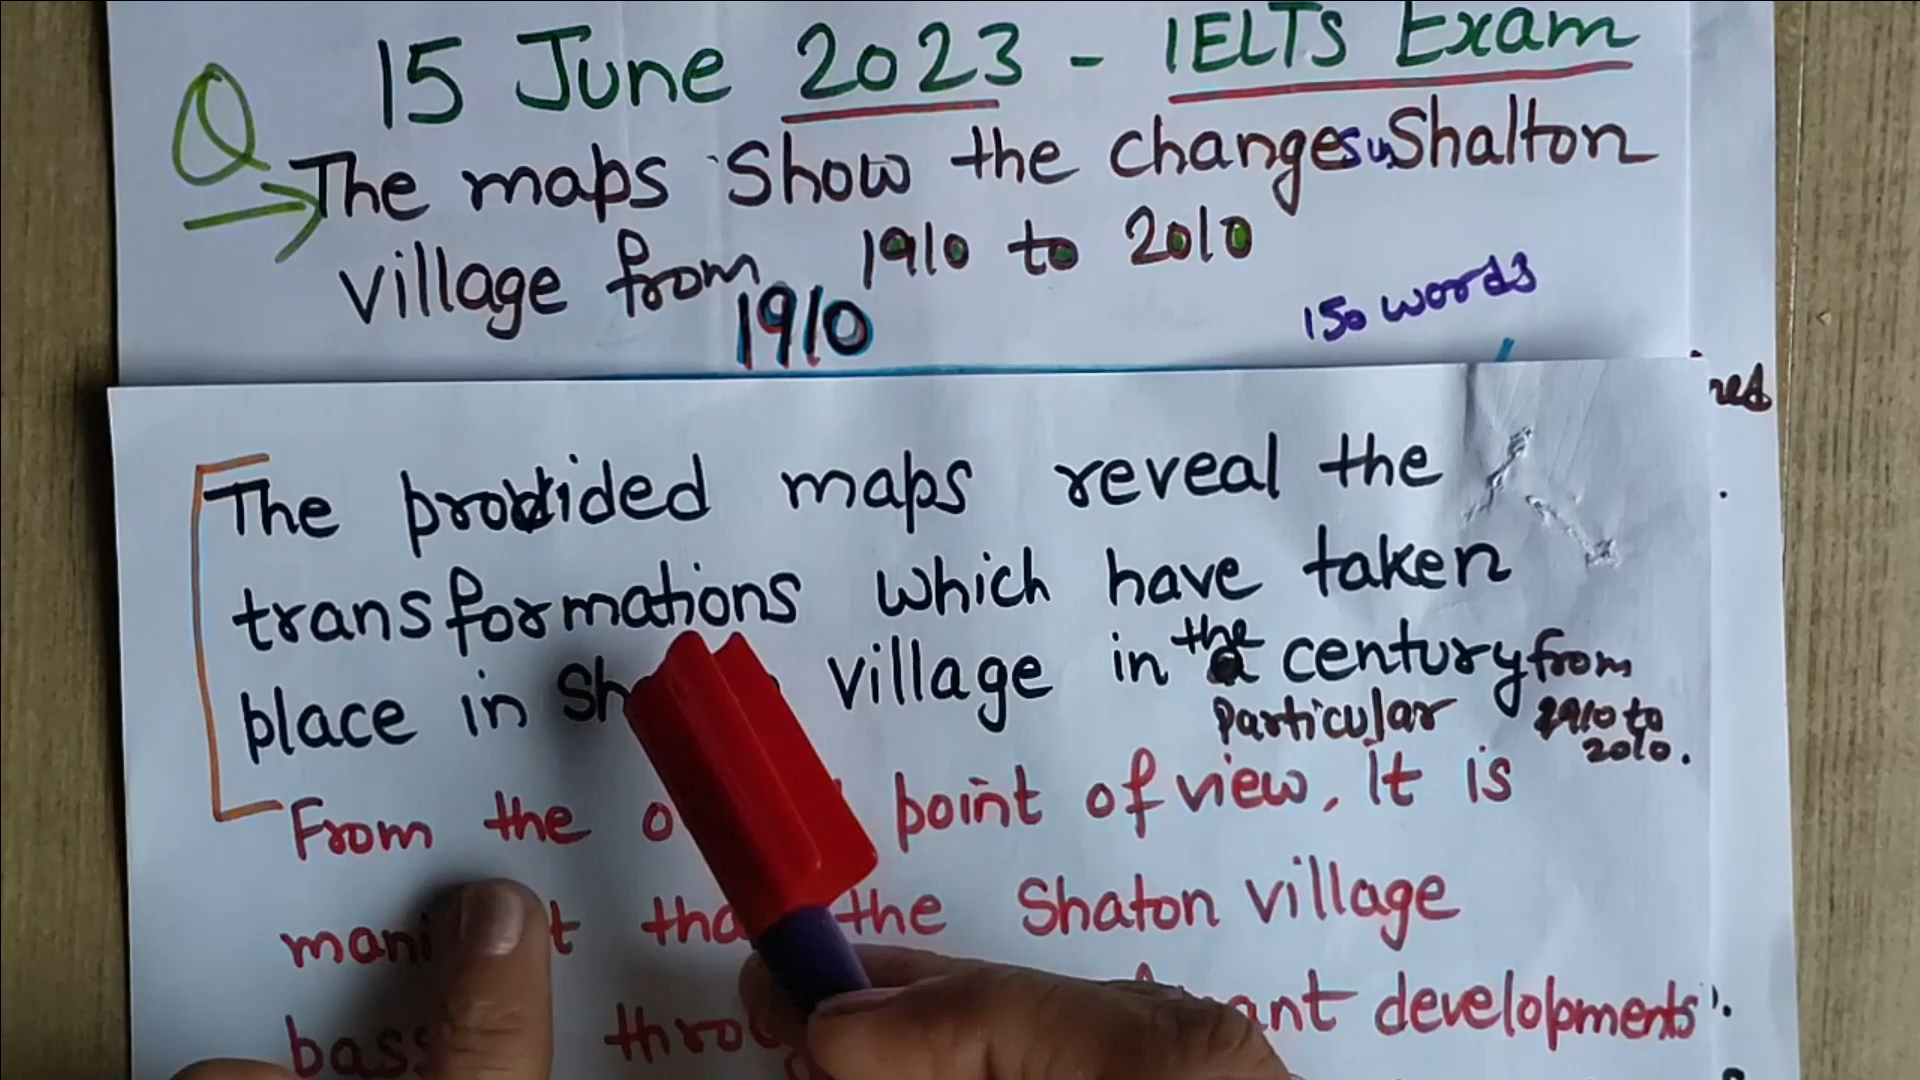 15 June 2023 - IELTS Exam
Q
The maps show the changes in Shalton
village from 1910 to 2010
1910
150 words
The provided maps reveal the
transformations which have taken
place in village in the century from
particular 1910 to
2010.
From the point of view, it is
the Shaton village
developments